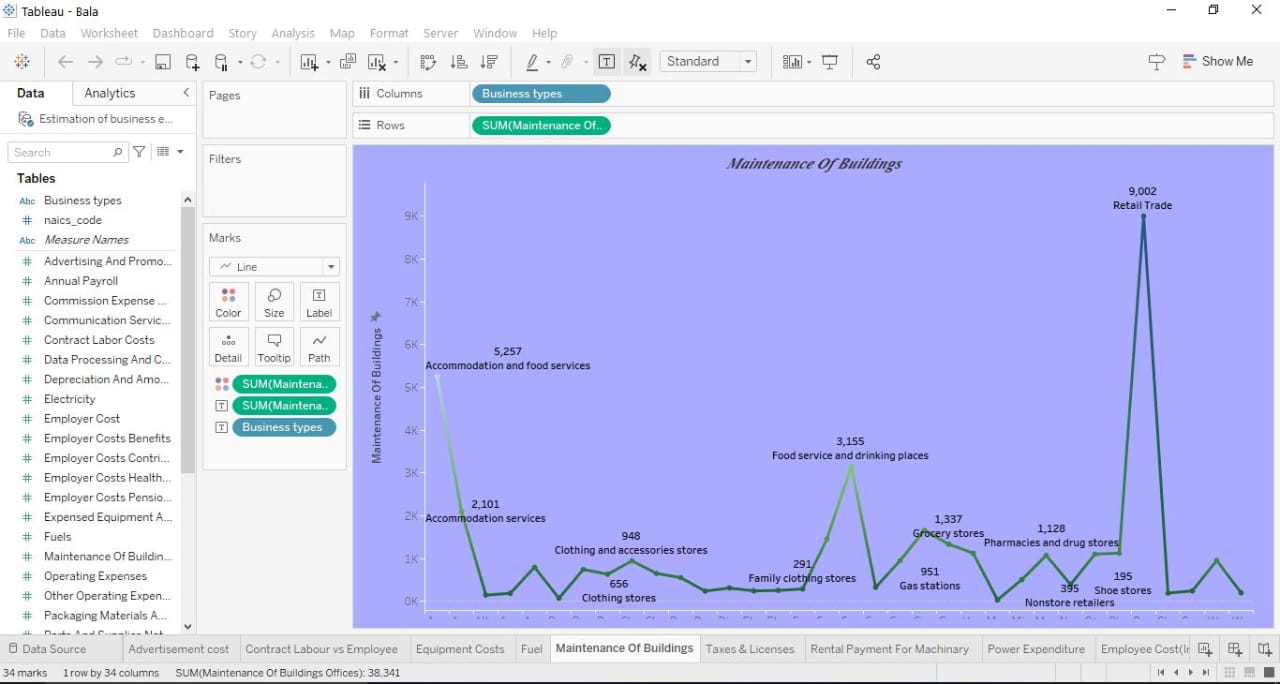 Tableau - Bala
File Data Worksheet Dashboard Story Analysis Map Format Server Window Help
Standard
Show Me
Data
Analytics
Estimation of business e...
Search
Tables
Abc Business types
# naics_code
Abc Measure Names
# Advertising And Promo...
# Annual Payroll
# Commission Expense ...
# Communication Servic...
# Contract Labor Costs
# Data Processing And C...
# Depreciation And Amo...
# Electricity
# Employer Cost
# Employer Costs Benefits
# Employer Costs Contri...
# Employer Costs Health...
# Employer Costs Pensio...
# Expensed Equipment A...
# Fuels
# Maintenance Of Buildin...
# Operating Expenses
# Other Operating Expen...
# Packaging Materials A...
Pages
Filters
Marks
Line
Color Size Label
Detail Tooltip Path
SUM(Maintena..
SUM(Maintena..
Business types
Columns
Business types
Rows
SUM(Maintenance Of..
Maintenance Of Buildings
Maintenance Of Buildings
9K
8K
7K
6K
5K
4K
3K
2K
1K
0K
9,002
Retail Trade
5,257
Accommodation and food services
3,155
Food service and drinking places
2,101
Accommodation services
948
Clothing and accessories stores
656
Clothing stores
291
Family clothing stores
1,337
Grocery stores
951
Gas stations
1,128
Pharmacies and drug stores
395
Nonstore retailers
195
Shoe stores
Data Source
Advertisement cost
Contract Labour vs Employee
Equipment Costs
Fuel
Maintenance Of Buildings
Taxes & Licenses
Rental Payment For Machinary
Power Expenditure
34 marks
1 row by 34 columns
SUM(Maintenance Of Buildings Offices): 38,341